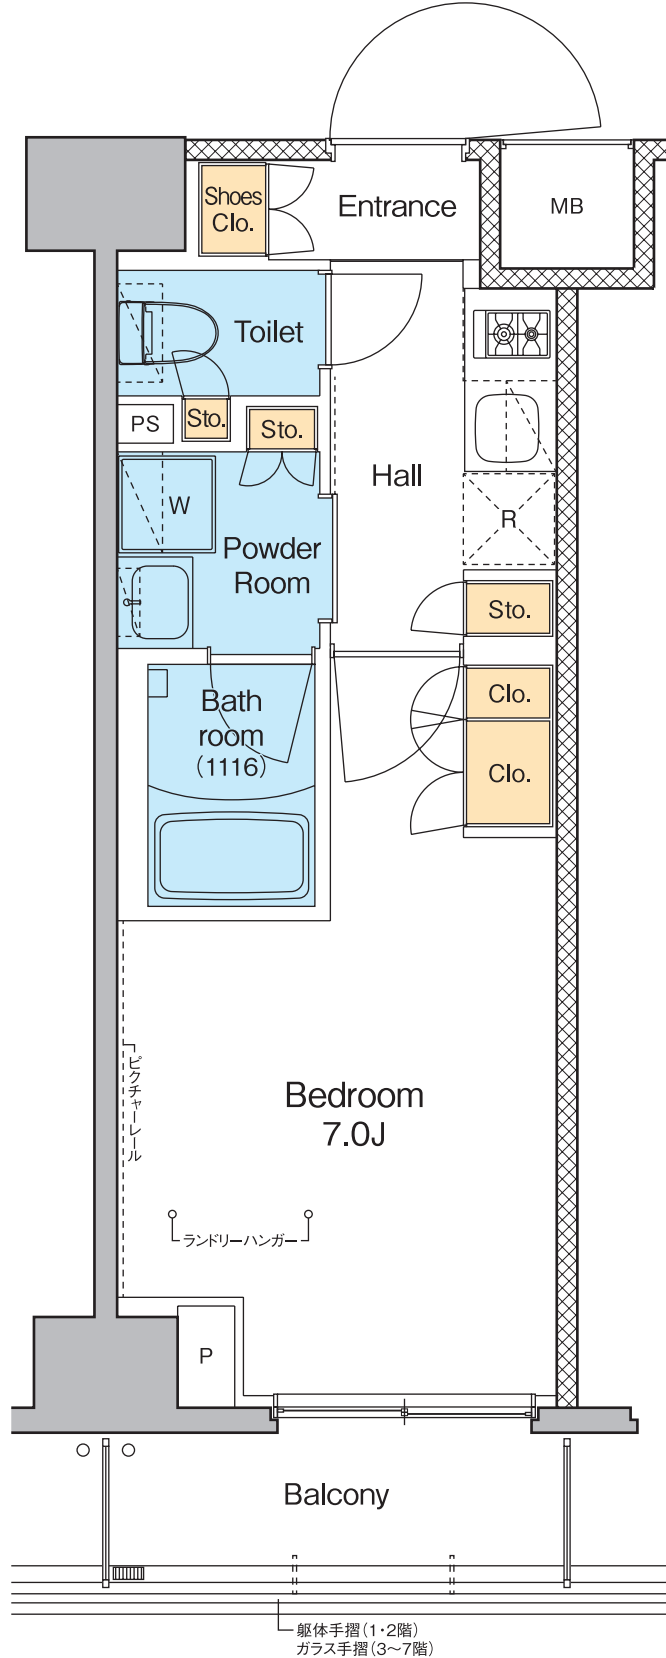 Shoes
Clo.
Entrance
MB
Toilet
PS
Sto.
Sto.
Hall
W
R
Powder
Room
Sto.
Bath
room
(1116)
Clo.
Clo.
ピクチャーレール
Bedroom
7.0J
ランドリーハンガー
P
Balcony
躯体手摺(1・2階)
ガラス手摺(3〜7階)